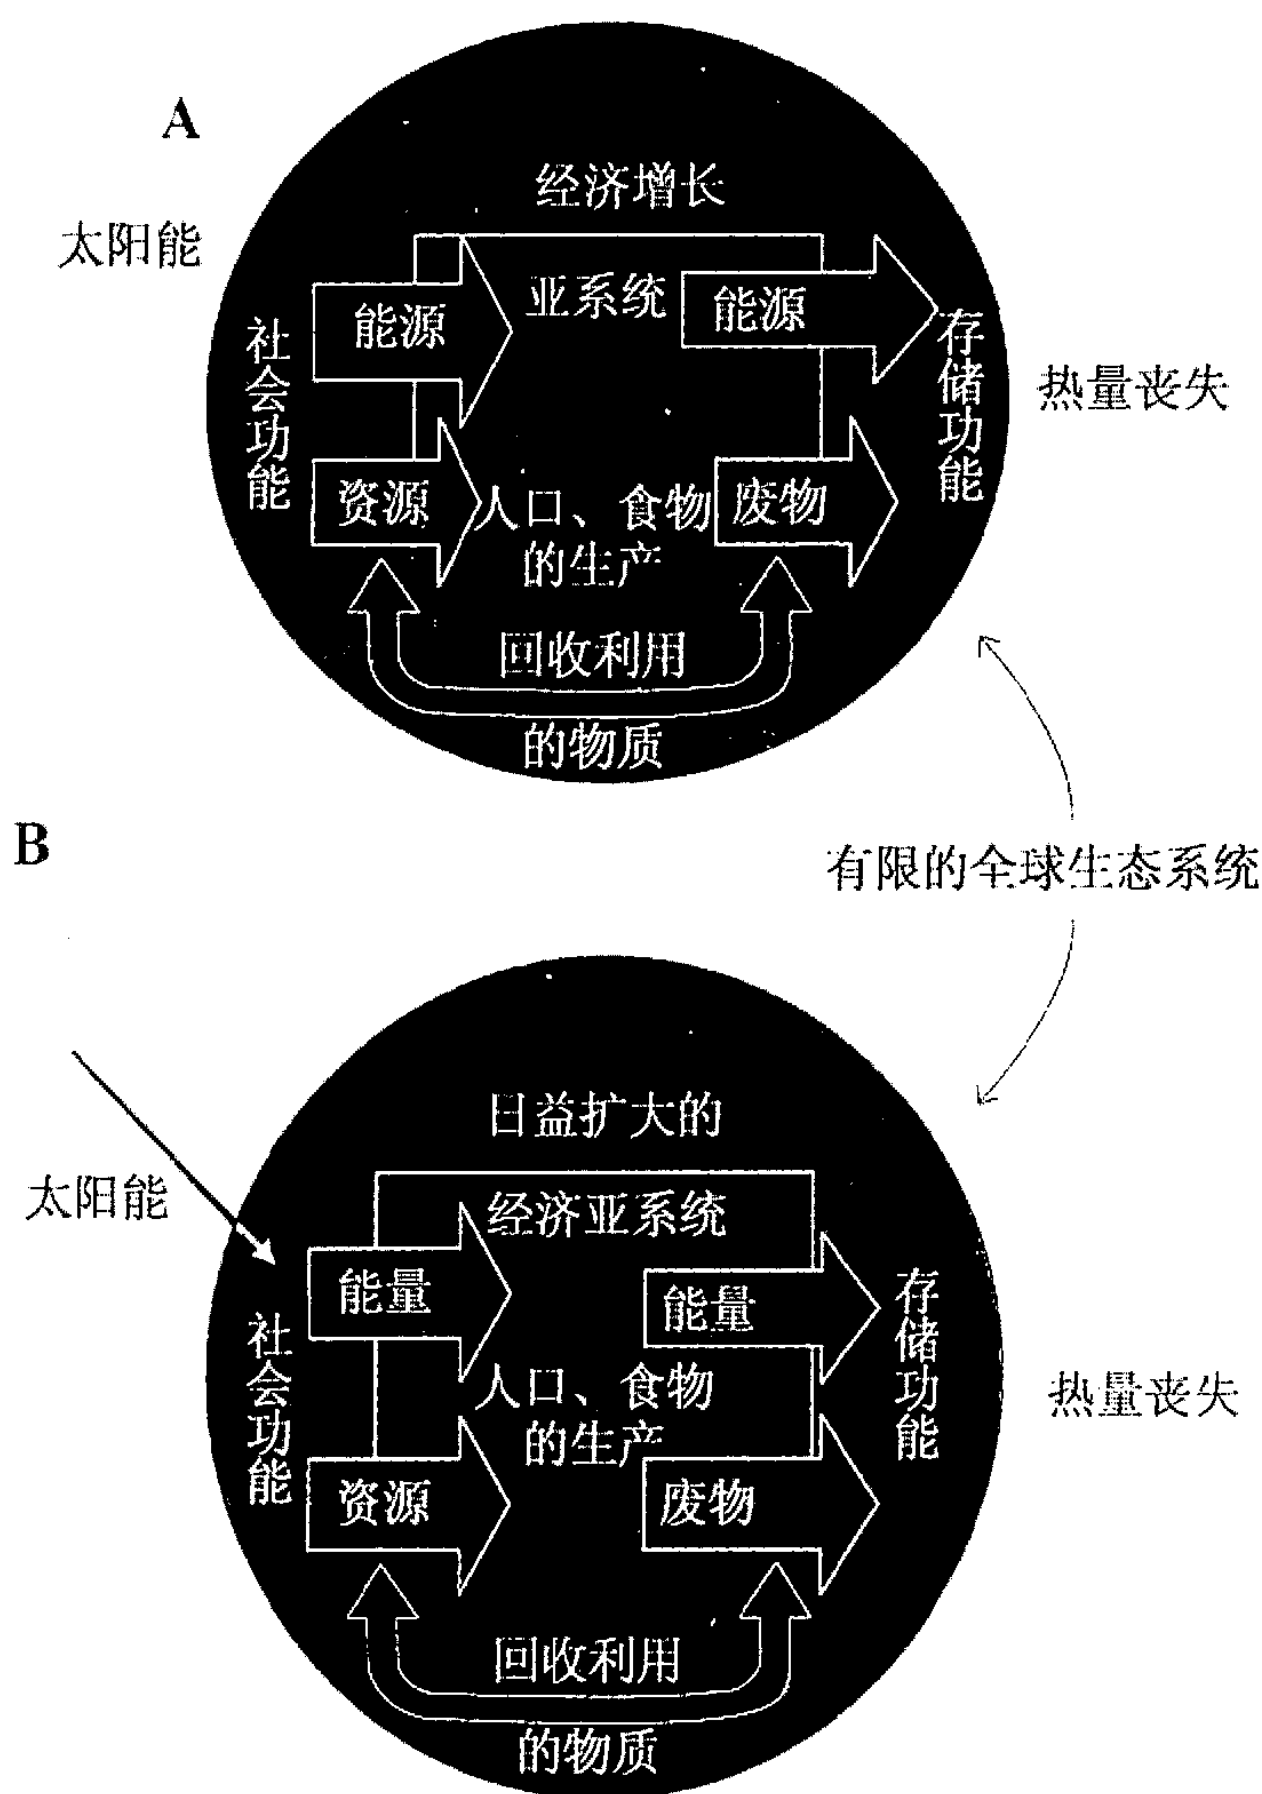 A
经济增长
太阳能
亚系统
能源
能源
社会功能
存储功能
热量丧失
资源
人口、食物
的生产
废物
回收利用
的物质
B
有限的全球生态系统
日益扩大的
太阳能
经济亚系统
能量
能量
社会功能
存储功能
人口、食物
的生产
热量丧失
资源
废物
回收利用
的物质